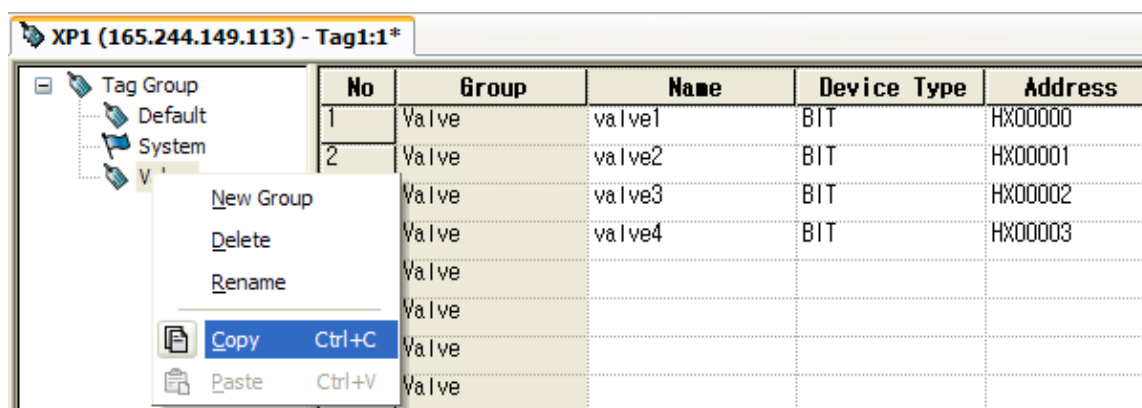 XP1 (165.244.149.113) - Tag1:1*
Tag Group
Default
System
New Group
Delete
Rename
Copy Ctrl+C
Paste Ctrl+V
No Group Name Device Type Address
1 Valve valve1 BIT HX00000
2 Valve valve2 BIT HX00001
Valve valve3 BIT HX00002
Valve valve4 BIT HX00003
Valve
Valve
Valve
Valve